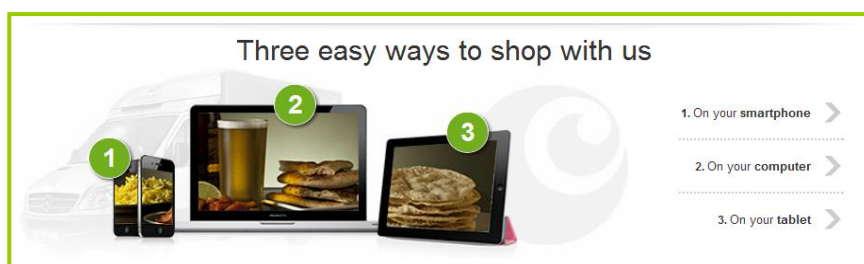 Three easy ways to shop with us
1
2
3
1. On your smartphone
2. On your computer
3. On your tablet